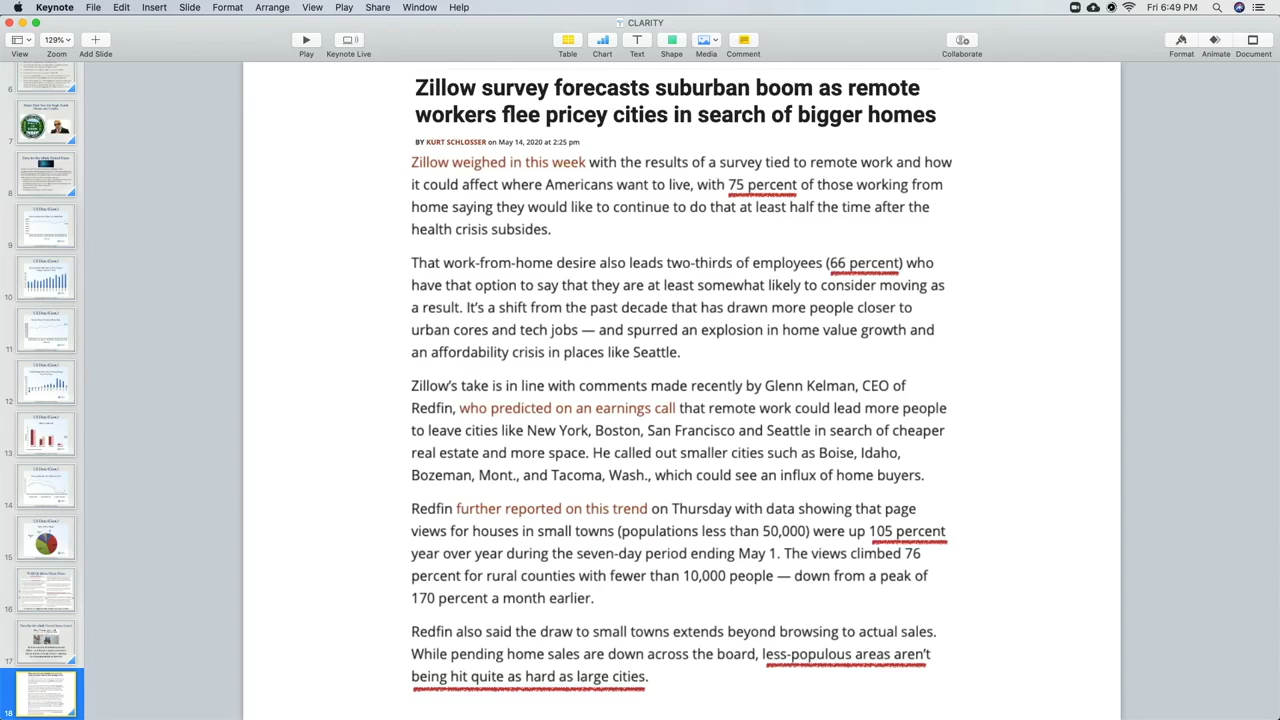 Keynote File Edit Insert Slide Format Arrange View Play Share Window Help Fri 6:49 PM
CLARITY
129%
View Zoom Add Slide Play Keynote Live Table Chart Text Shape Media Comment Collaborate Format Animate Document
Zillow survey forecasts suburban boom as remote
workers flee pricey cities in search of bigger homes
BY KURT SCHLOSSER on May 14, 2020 at 2:25 pm
Zillow weighed in this week with the results of a survey tied to remote work and how
it could affect where Americans want to live, with 75 percent of those working from
home saying they would like to continue to do that at least half the time after the
health crisis subsides.
That work-from-home desire also leads two-thirds of employees (66 percent) who
have the option to say that they are at least somewhat likely to consider moving as
a result. It's a shift from the past decade that has drawn more people closer to
urban cores and tech jobs — and spurred an explosion in home value growth and
an affordability crisis in places like Seattle.
Zillow's take is in line with comments made recently by Glenn Kelman, CEO of
Redfin, who predicted on an earnings call that remote work could lead more people
to leave cities like New York, Boston, San Francisco and Seattle in search of cheaper
real estate and more space. He called out smaller cities such as Boise, Idaho,
Bozeman, Mont., and Tacoma, Wash., which could see an influx of home buyers.
Redfin further reported on this trend on Thursday with data showing that page
views for houses in small towns (populations less than 50,000) were up 105 percent
year over year during the seven-day period ending May 1. The views climbed 76
percent in rural counties with fewer than 10,000 people — down from a peak of
170 percent a month earlier.
Redfin also said the draw to small towns extends beyond browsing to actual sales.
While overall home sales are down across the nation, less-populous areas aren't
being hit near as hard as large cities.
6
9
10
12
13
14
16
17
18